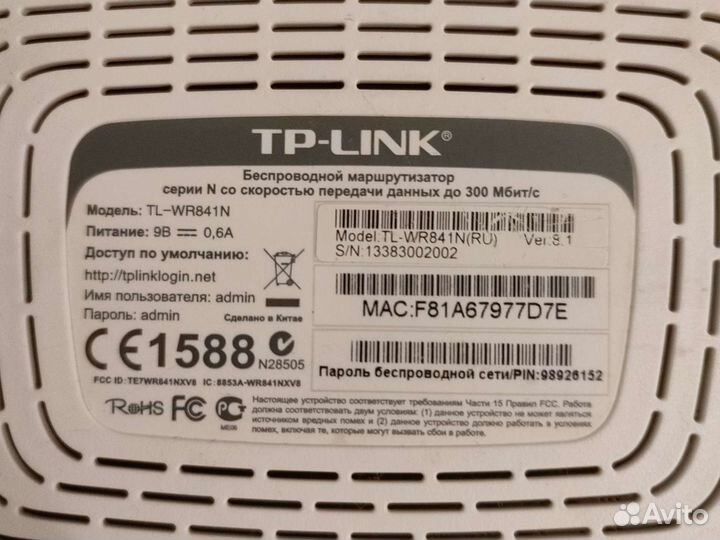 TP-LINK®
Беспроводной маршрутизатор
серии N со скоростью передачи данных до 300 Мбит/с
Модель: TL-WR841N
Питание: 9В 0,6А
Доступ по умолчанию:
http://tplinklogin.net
Имя пользователя: admin
Пароль: admin
Сделано в Китае
Model:TL-WR841N(RU) Ver:8.1
S/N:13383002002
MAC:F81A67977D7E
Пароль беспроводной сети/PIN:98926152
CE1588
N28505
FCC ID: TE7WR841NXV8 IC: 8853A-WR841NXV8
RoHS FC
ME06
Настоящее устройство соответствует требованиям Части 15 Правил FCC. Работа
должна соответствовать двум условиям: (1) данное устройство не может являться
источником вредных помех и (2) данное устройство должно работать в условиях
помех, включая те, которые могут вызвать сбои в работе.
Avito